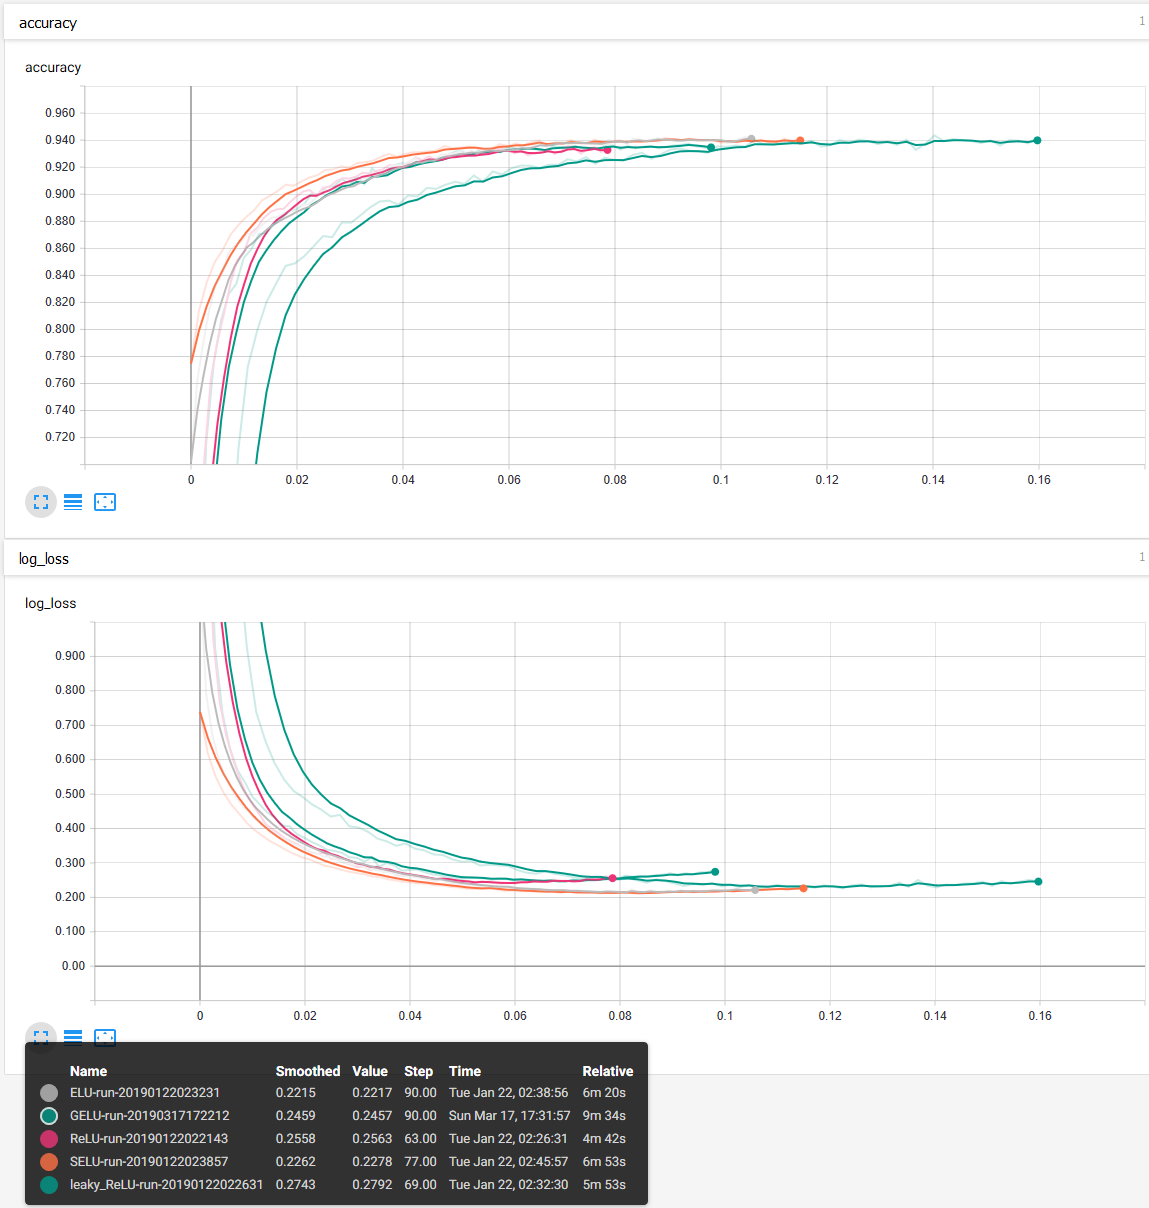 accuracy 1
accuracy
0.960
0.940
0.920
0.900
0.880
0.860
0.840
0.820
0.800
0.780
0.760
0.740
0.720
0 0.02 0.04 0.06 0.08 0.1 0.12 0.14 0.16
log_loss 1
log_loss
0.900
0.800
0.700
0.600
0.500
0.400
0.300
0.200
0.100
0.00
0 0.02 0.04 0.06 0.08 0.1 0.12 0.14 0.16
Name Smoothed Value Step Time Relative
ELU-run-20190122023231 0.2215 0.2217 90.00 Tue Jan 22, 02:38:56 6m 20s
GELU-run-20190317172212 0.2459 0.2457 90.00 Sun Mar 17, 17:31:57 9m 34s
ReLU-run-20190122022143 0.2558 0.2563 63.00 Tue Jan 22, 02:26:31 4m 42s
SELU-run-20190122023857 0.2262 0.2278 77.00 Tue Jan 22, 02:45:57 6m 53s
leaky_ReLU-run-20190122022631 0.2743 0.2792 69.00 Tue Jan 22, 02:32:30 5m 53s